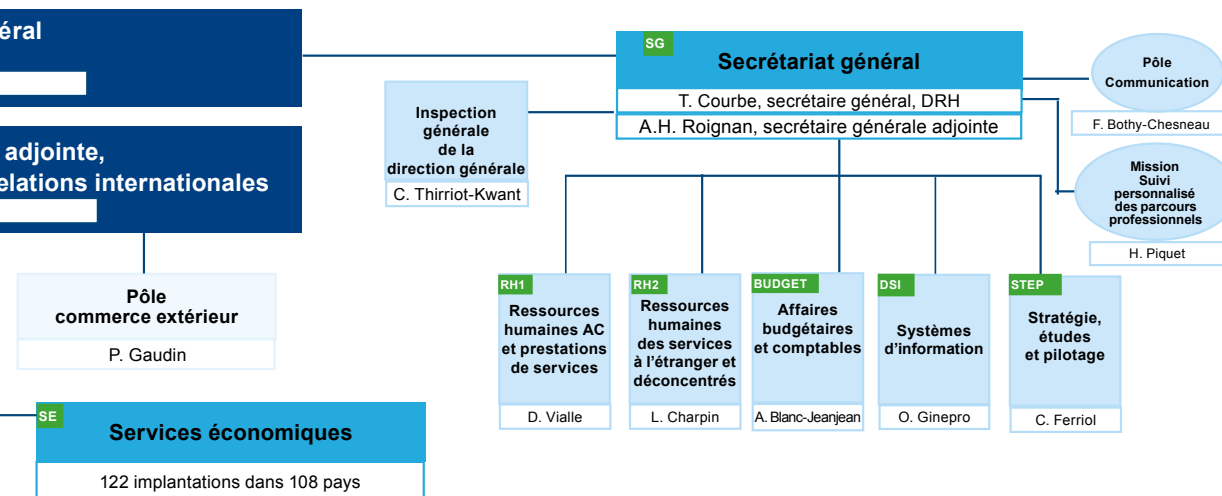 éral
adjointe,
elations internationales
Pôle
commerce extérieur
P. Gaudin
SE
Services économiques
122 implantations dans 108 pays
Inspection
générale
de la
direction générale
C. Thirriot-Kwant
SG
Secrétariat général
T. Courbe, secrétaire général, DRH
A.H. Roignan, secrétaire générale adjointe
Pôle
Communication
F. Bothy-Chesneau
Mission
Suivi
personnalisé
des parcours
professionnels
H. Piquet
RH1
Ressources
humaines AC
et prestations
de services
D. Vialle
RH2
Ressources
humaines
des services
à l'étranger et
déconcentrés
L. Charpin
BUDGET
Affaires
budgétaires
et comptables
A. Blanc-Jeanjean
DSI
Systèmes
d'information
O. Ginepro
STEP
Stratégie,
études
et pilotage
C. Ferriol